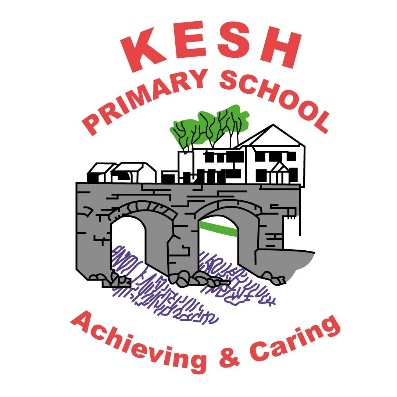 KESH
PRIMARY SCHOOL
Achieving & Caring